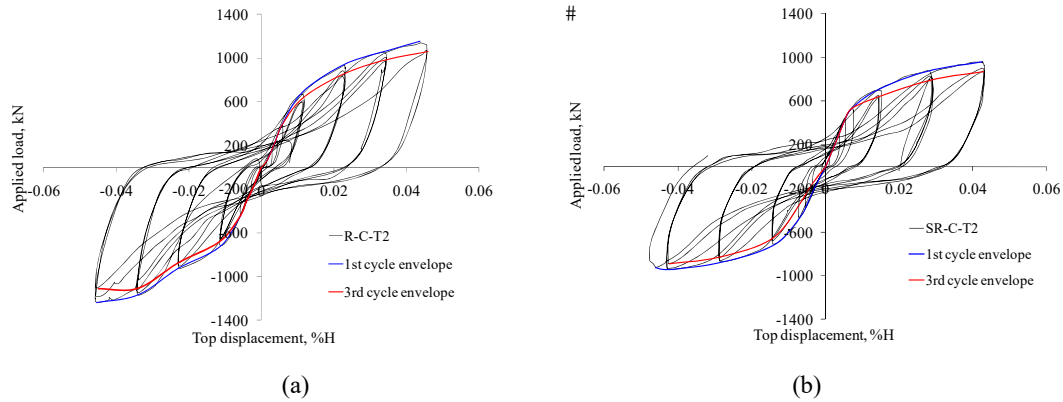 #
1400
1000
600
200
-200
-600
-1000
-1400
-0.06
-0.04
-0.02
0
0.02
0.04
0.06
Applied load, kN
Top displacement, %H
R-C-T2
1st cycle envelope
3rd cycle envelope
(a)
1400
1000
600
200
-200
-600
-1000
-1400
-0.06
-0.04
-0.02
0
0.02
0.04
0.06
Applied load, kN
Top displacement, %H
SR-C-T2
1st cycle envelope
3rd cycle envelope
(b)